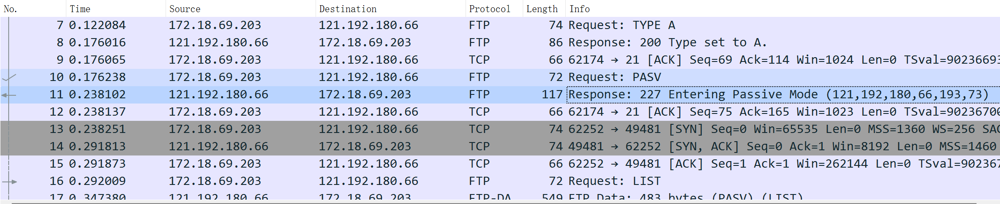 No. Time Source Destination Protocol Length Info
7 0.122084 172.18.69.203 121.192.180.66 FTP 74 Request: TYPE A
8 0.176016 121.192.180.66 172.18.69.203 FTP 86 Response: 200 Type set to A.
9 0.176065 172.18.69.203 121.192.180.66 TCP 66 62174 → 21 [ACK] Seq=69 Ack=114 Win=1024 Len=0 TSval=90236693
10 0.176238 172.18.69.203 121.192.180.66 FTP 72 Request: PASV
11 0.238102 121.192.180.66 172.18.69.203 FTP 117 Response: 227 Entering Passive Mode (121,192,180,66,193,73)
12 0.238137 172.18.69.203 121.192.180.66 TCP 66 62174 → 21 [ACK] Seq=75 Ack=165 Win=1023 Len=0 TSval=90236700
13 0.238251 172.18.69.203 121.192.180.66 TCP 74 62252 → 49481 [SYN] Seq=0 Win=65535 Len=0 MSS=1360 WS=256 SAC
14 0.291813 121.192.180.66 172.18.69.203 TCP 74 49481 → 62252 [SYN, ACK] Seq=0 Ack=1 Win=8192 Len=0 MSS=1460
15 0.291873 172.18.69.203 121.192.180.66 TCP 66 62252 → 49481 [ACK] Seq=1 Ack=1 Win=262144 Len=0 TSval=902367
16 0.292009 172.18.69.203 121.192.180.66 FTP 72 Request: LIST
17 0.347380 121.192.180.66 172.18.69.203 FTP-DA 549 FTP Data: 483 bytes (PASV) (LIST)